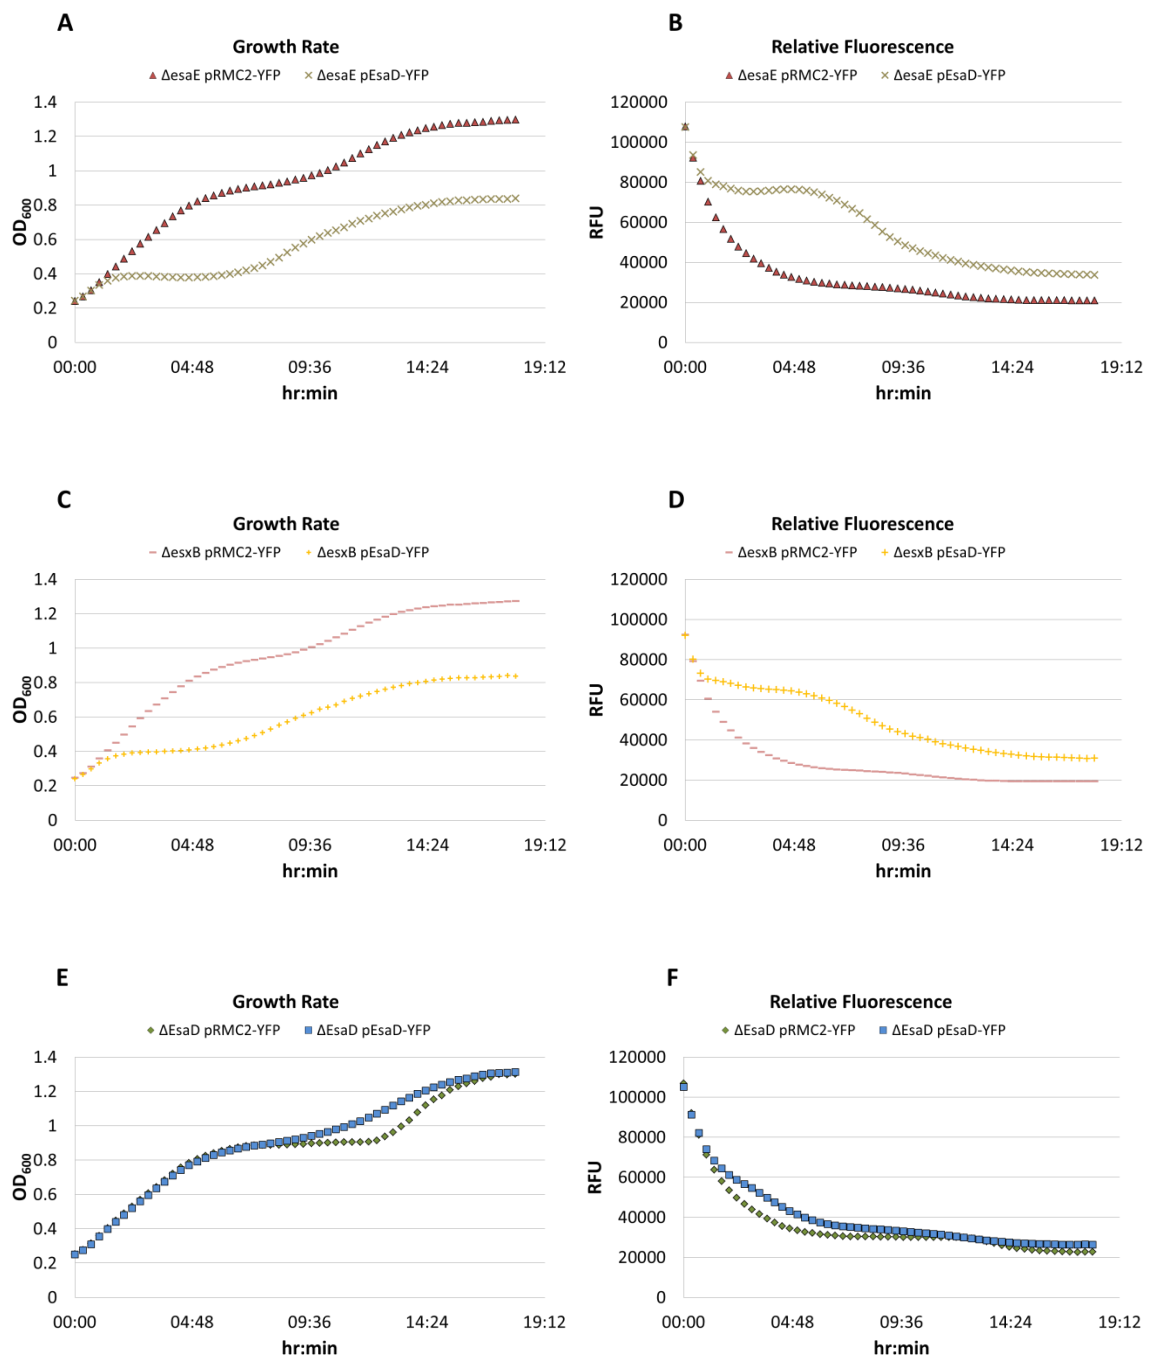 A
Growth Rate
ΔesaE pRMC2-YFP ΔesaE pEsaD-YFP
1.4
1.2
1
0.8
0.6
0.4
0.2
0
OD600
00:00 04:48 09:36 14:24 19:12
hr:min
B
Relative Fluorescence
ΔesaE pRMC2-YFP ΔesaE pEsaD-YFP
120000
100000
80000
60000
40000
20000
0
RFU
00:00 04:48 09:36 14:24 19:12
hr:min
C
Growth Rate
ΔesxB pRMC2-YFP ΔesxB pEsaD-YFP
1.4
1.2
1
0.8
0.6
0.4
0.2
0
OD600
00:00 04:48 09:36 14:24 19:12
hr:min
D
Relative Fluorescence
ΔesxB pRMC2-YFP ΔesxB pEsaD-YFP
120000
100000
80000
60000
40000
20000
0
RFU
00:00 04:48 09:36 14:24 19:12
hr:min
E
Growth Rate
ΔEsaD pRMC2-YFP ΔEsaD pEsaD-YFP
1.4
1.2
1
0.8
0.6
0.4
0.2
0
OD600
00:00 04:48 09:36 14:24 19:12
hr:min
F
Relative Fluorescence
ΔEsaD pRMC2-YFP ΔEsaD pEsaD-YFP
120000
100000
80000
60000
40000
20000
0
RFU
00:00 04:48 09:36 14:24 19:12
hr:min